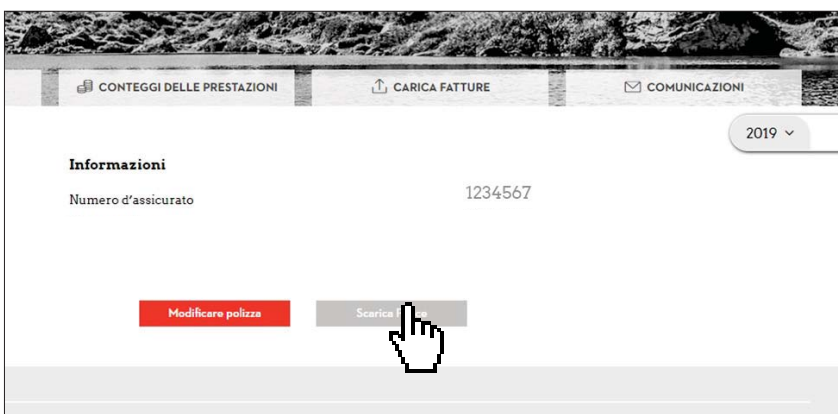 CONTEGGI DELLE PRESTAZIONI
CARICA FATTURE
COMUNICAZIONI
2019
Informazioni
Numero d'assicurato
1234567
Modificare polizza
Scarica